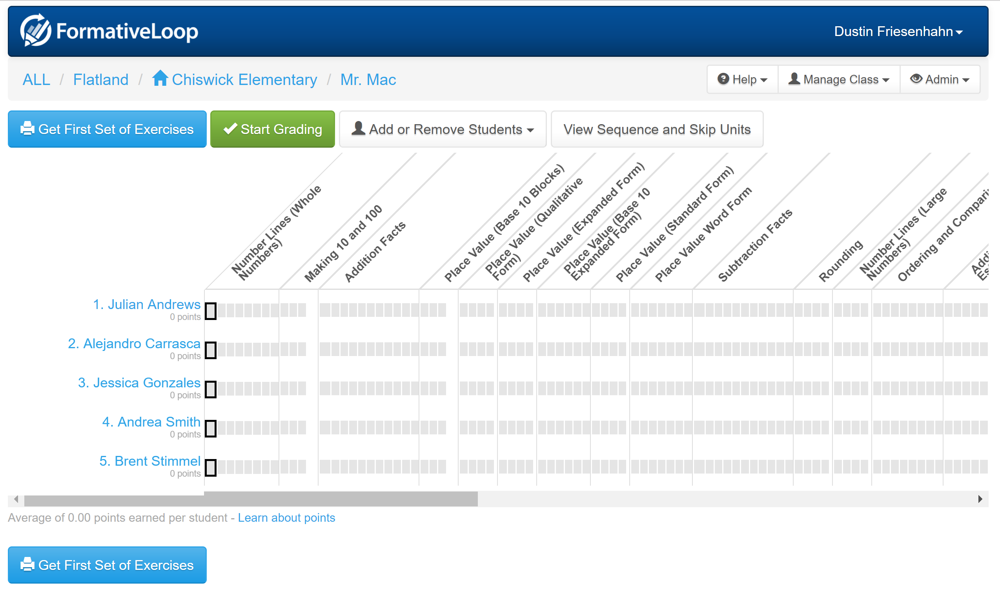 FormativeLoop
Dustin Friesenhahn
ALL / Flatland / Chiswick Elementary / Mr. Mac
Help
Manage Class
Admin
Get First Set of Exercises
Start Grading
Add or Remove Students
View Sequence and Skip Units
Number Lines (Whole
Numbers)
Making 10 and 100
Addition Facts
Place Value (Base 10 Blocks)
Place Value (Qualitative
Form)
Place Value (Expanded Form)
Place Value (Base 10
Expanded Form)
Place Value (Standard Form)
Place Value Word Form
Subtraction Facts
Rounding
Number Lines (Large
Numbers)
Ordering and
1. Julian Andrews
0 points
2. Alejandro Carrasca
0 points
3. Jessica Gonzales
0 points
4. Andrea Smith
0 points
5. Brent Stimmel
0 points
Average of 0.00 points earned per student - Learn about points
Get First Set of Exercises